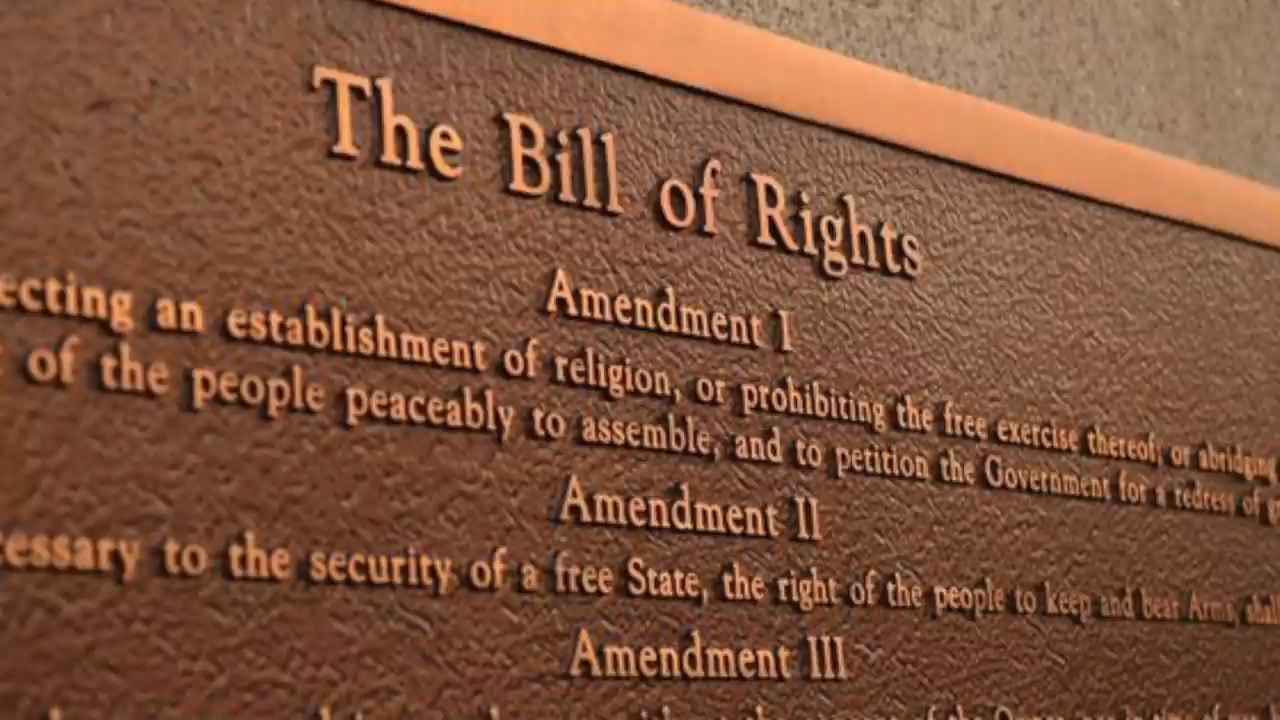 The Bill of Rights
Amendment I
ecting an establishment of religion, or prohibiting the free exercise thereof; or abridging
of the people peaceably to assemble, and to petition the Government for a redress of
Amendment II
cessary to the security of a free State, the right of the people to keep and bear Arms, shall
Amendment III